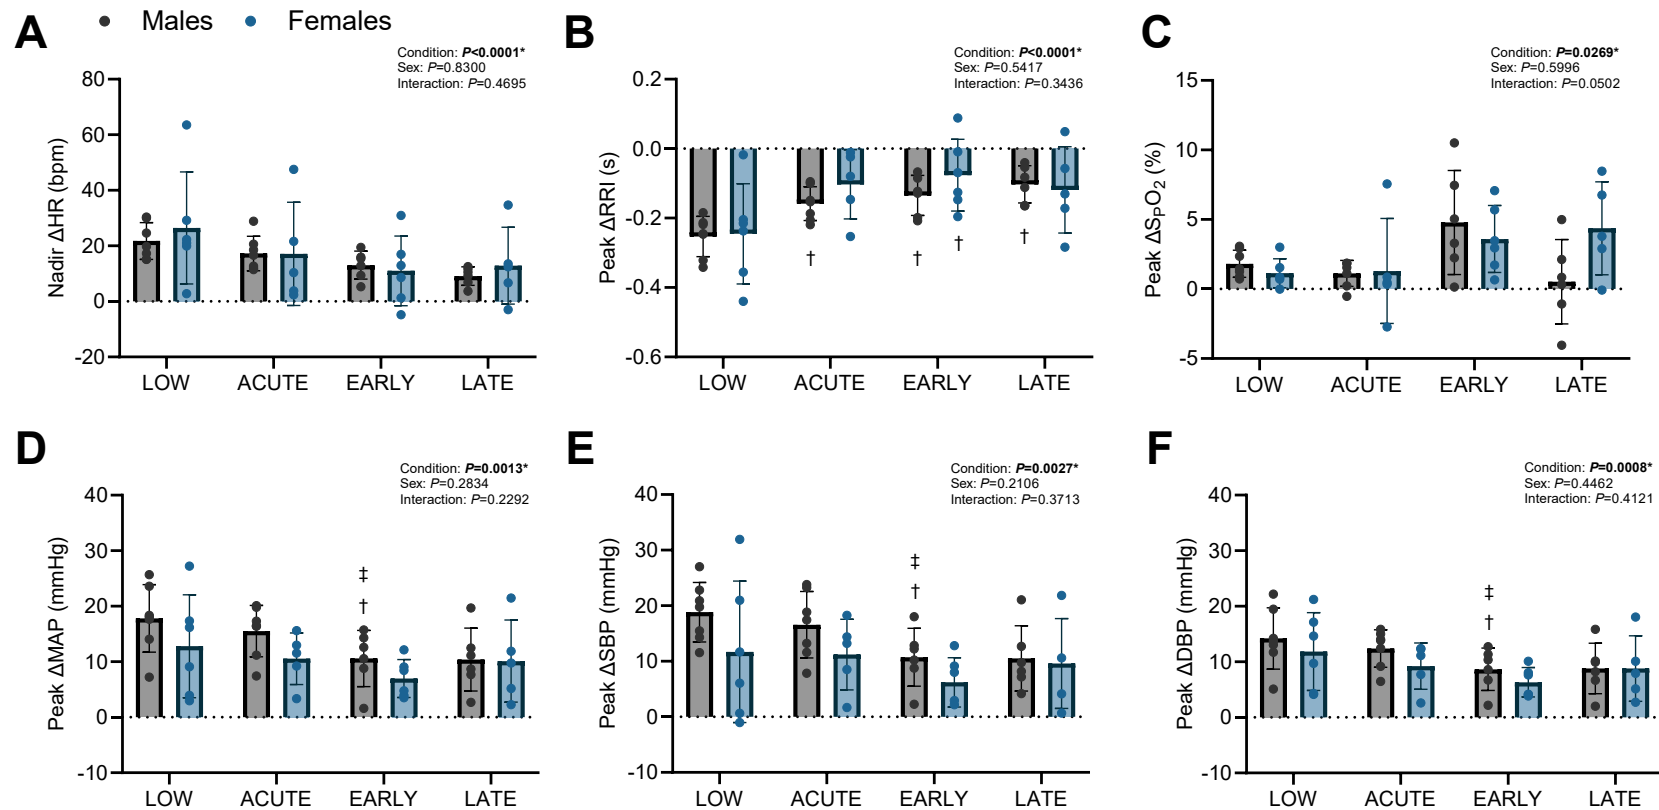 A
Males
Females
Condition: P<0.0001*
Sex: P=0.8300
Interaction: P=0.4695
Nadir ΔHR (bpm)
80
60
40
20
0
-20
LOW
ACUTE
EARLY
LATE
B
Condition: P<0.0001*
Sex: P=0.5417
Interaction: P=0.3436
Peak ΔRRI (s)
0.2
0.0
-0.2
-0.4
-0.6
†
†
†
†
LOW
ACUTE
EARLY
LATE
C
Condition: P=0.0269*
Sex: P=0.5996
Interaction: P=0.0502
Peak ΔSPO2 (%)
15
10
5
0
-5
LOW
ACUTE
EARLY
LATE
D
Condition: P=0.0013*
Sex: P=0.2834
Interaction: P=0.2292
Peak ΔMAP (mmHg)
40
30
20
10
0
-10
‡
†
LOW
ACUTE
EARLY
LATE
E
Condition: P=0.0027*
Sex: P=0.2106
Interaction: P=0.3713
Peak ΔSBP (mmHg)
40
30
20
10
0
-10
‡
†
LOW
ACUTE
EARLY
LATE
F
Condition: P=0.0008*
Sex: P=0.4462
Interaction: P=0.4121
Peak ΔDBP (mmHg)
40
30
20
10
0
-10
‡
†
LOW
ACUTE
EARLY
LATE